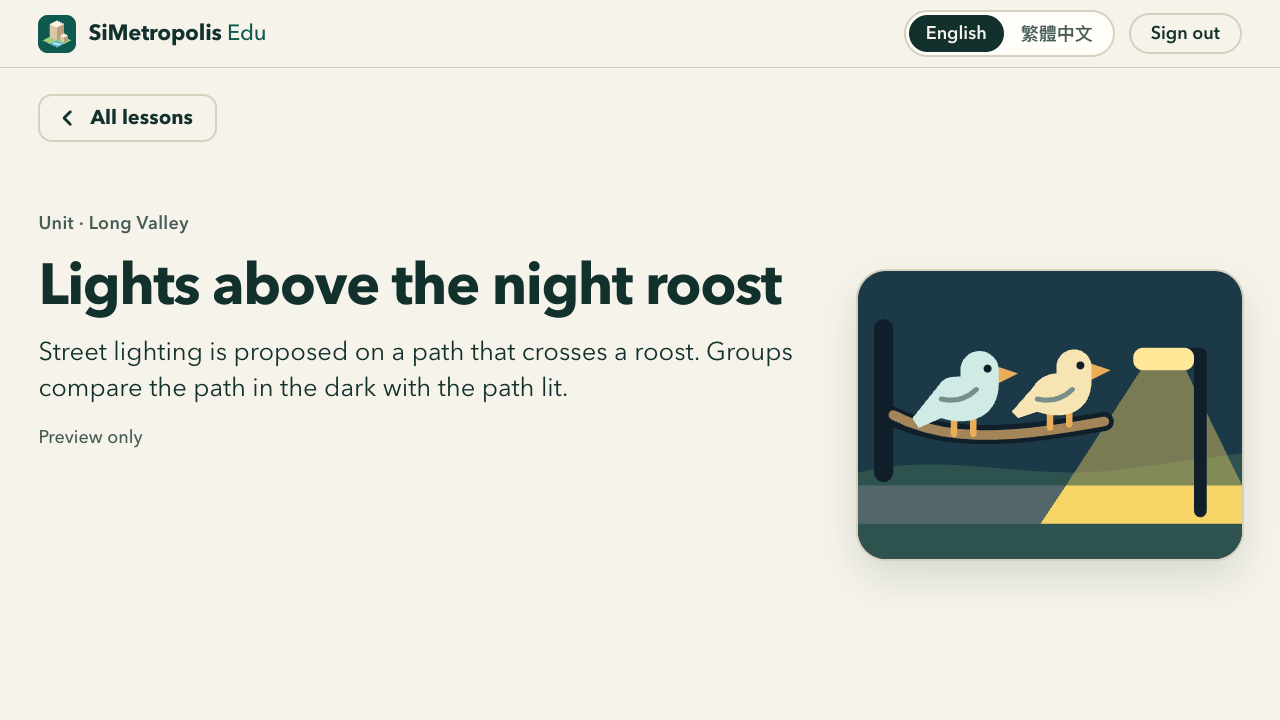 SiMetropolis Edu
English
繁體中文
Sign out
All lessons
Unit · Long Valley
Lights above the night roost
Street lighting is proposed on a path that crosses a roost. Groups
compare the path in the dark with the path lit.
Preview only